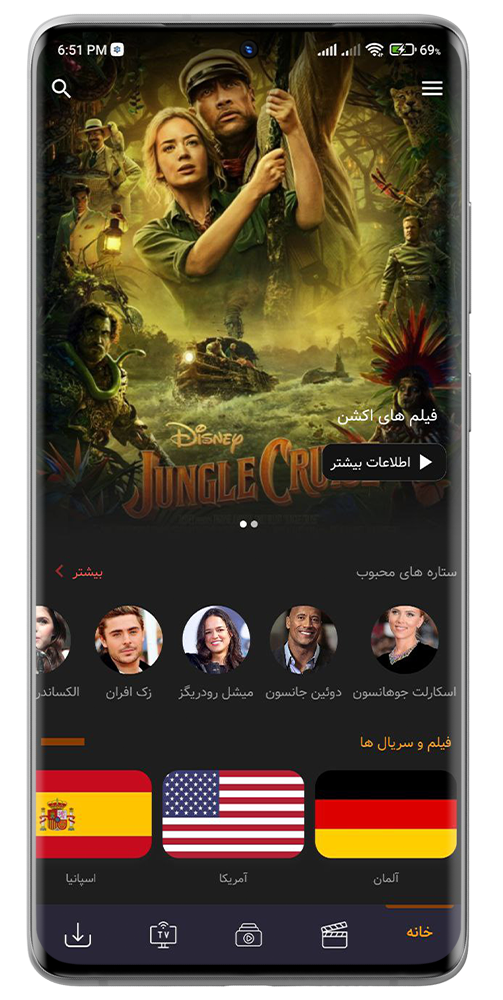 6:51 PM
69%
فیلم های اکشن
اطلاعات بیشتر
Disney
JUNGLE CRUISE
ستاره های محبوب
بیشتر
اسکارلت جوهانسون
دوئین جانسون
میشل رودریگز
زک افران
الکساندر
فیلم و سریال ها
آلمان
آمریکا
اسپانیا
خانه
TV